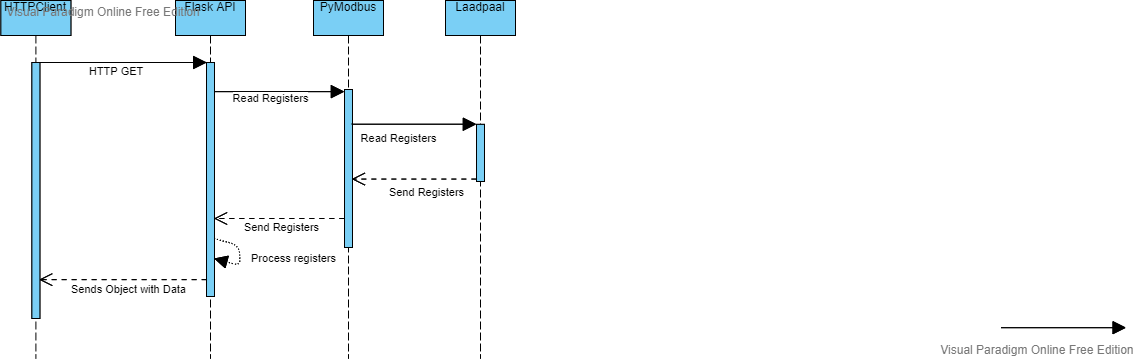 HTTPClient
Visual Paradigm Online Free Edition
Flask API
PyModbus
Laadpaal
HTTP GET
Read Registers
Read Registers
Send Registers
Send Registers
Process registers
Sends Object with Data
Visual Paradigm Online Free Edition